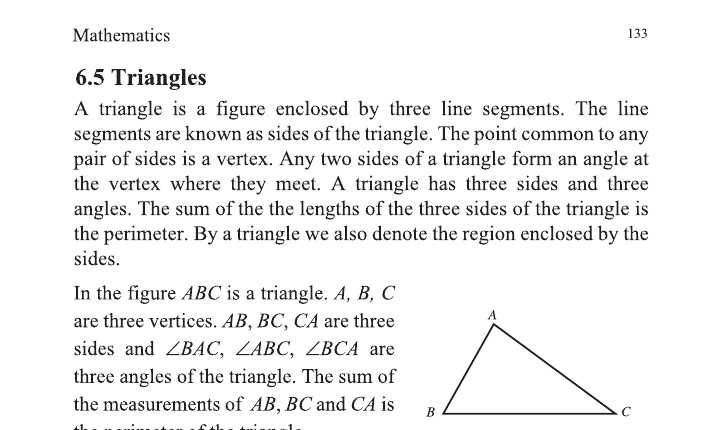 Mathematics
133
6.5 Triangles
A triangle is a figure enclosed by three line segments. The line
segments are known as sides of the triangle. The point common to any
pair of sides is a vertex. Any two sides of a triangle form an angle at
the vertex where they meet. A triangle has three sides and three
angles. The sum of the the lengths of the three sides of the triangle is
the perimeter. By a triangle we also denote the region enclosed by the
sides.
In the figure ABC is a triangle. A, B, C
are three vertices. AB, BC, CA are three
sides and ∠BAC, ∠ABC, ∠BCA are
three angles of the triangle. The sum of
the measurements of AB, BC and CA is
the perimeter of the triangle.
A
B
C